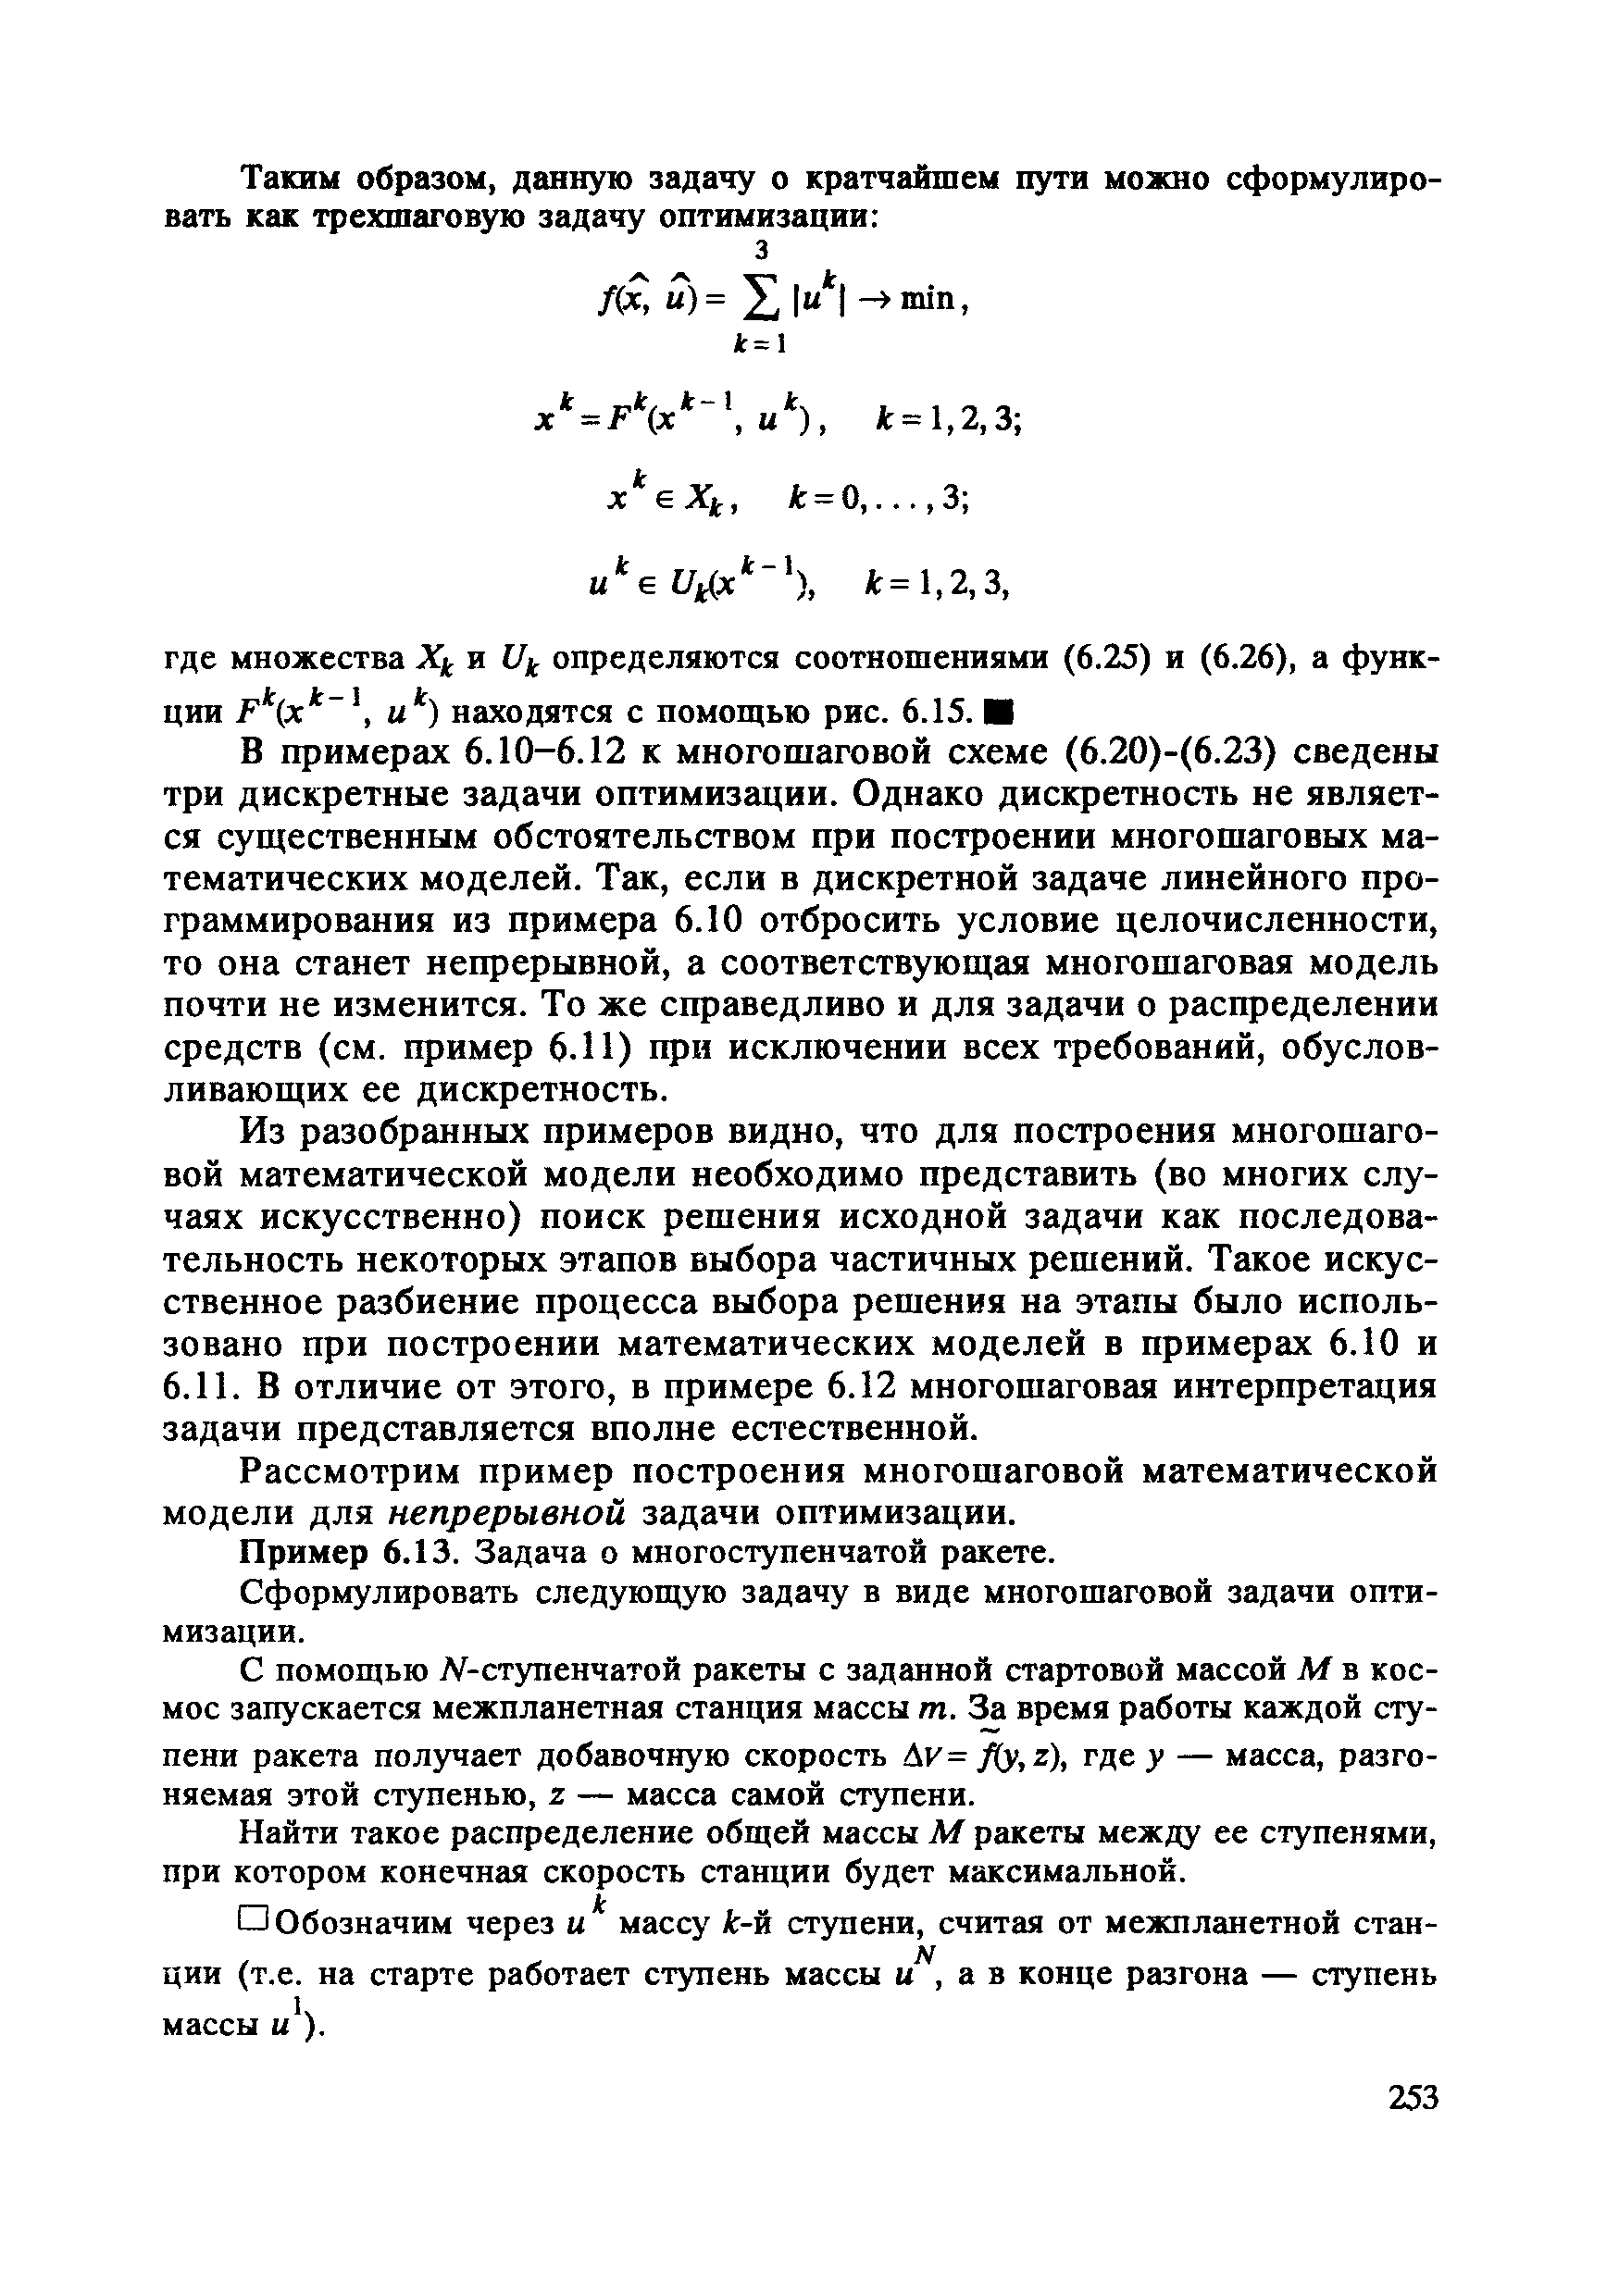 Таким образом, данную задачу о кратчайшем пути можно сформулиро-
вать как трехшаговую задачу оптимизации:
3
f(x̂, û) = ∑ |u^k| → min,
k = 1
x^k = F^k(x^{k-1}, u^k), k = 1, 2, 3;
x^k ∈ X_k, k = 0, . . . , 3;
u^k ∈ U_k(x^{k-1}), k = 1, 2, 3,
где множества X_k и U_k определяются соотношениями (6.25) и (6.26), а функ-
ции F^k(x^{k-1}, u^k) находятся с помощью рис. 6.15. ■
В примерах 6.10—6.12 к многошаговой схеме (6.20)-(6.23) сведены
три дискретные задачи оптимизации. Однако дискретность не являет-
ся существенным обстоятельством при построении многошаговых ма-
тематических моделей. Так, если в дискретной задаче линейного про-
граммирования из примера 6.10 отбросить условие целочисленности,
то она станет непрерывной, а соответствующая многошаговая модель
почти не изменится. То же справедливо и для задачи о распределении
средств (см. пример 6.11) при исключении всех требований, обуслов-
ливающих ее дискретность.
Из разобранных примеров видно, что для построения многошаго-
вой математической модели необходимо представить (во многих слу-
чаях искусственно) поиск решения исходной задачи как последова-
тельность некоторых этапов выбора частичных решений. Такое искус-
ственное разбиение процесса выбора решения на этапы было исполь-
зовано при построении математических моделей в примерах 6.10 и
6.11. В отличие от этого, в примере 6.12 многошаговая интерпретация
задачи представляется вполне естественной.
Рассмотрим пример построения многошаговой математической
модели для непрерывной задачи оптимизации.
Пример 6.13. Задача о многоступенчатой ракете.
Сформулировать следующую задачу в виде многошаговой задачи опти-
мизации.
С помощью N-ступенчатой ракеты с заданной стартовой массой M в кос-
мос запускается межпланетная станция массы m. За время работы каждой сту-
пени ракета получает добавочную скорость Δv = f̃(y, z), где y — масса, разго-
няемая этой ступенью, z — масса самой ступени.
Найти такое распределение общей массы M ракеты между ее ступенями,
при котором конечная скорость станции будет максимальной.
□ Обозначим через u^k массу k-й ступени, считая от межпланетной стан-
ции (т.е. на старте работает ступень массы u^N, а в конце разгона — ступень
массы u^1).
253